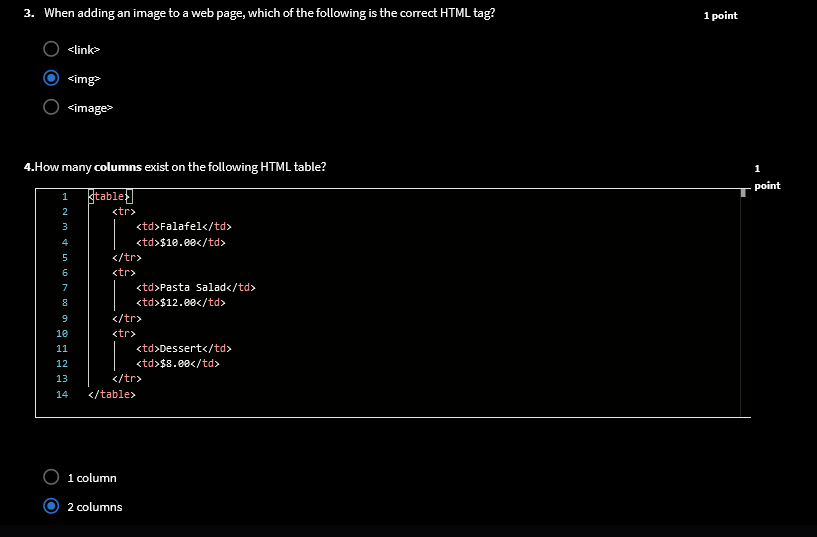 3. When adding an image to a web page, which of the following is the correct HTML tag?
1 point
<link>
<img>
<image>
4.How many columns exist on the following HTML table?
1
point
1 <table>
2 <tr>
3 <td>Falafel</td>
4 <td>$10.00</td>
5 </tr>
6 <tr>
7 <td>Pasta Salad</td>
8 <td>$12.00</td>
9 </tr>
10 <tr>
11 <td>Dessert</td>
12 <td>$8.00</td>
13 </tr>
14 </table>
1 column
2 columns